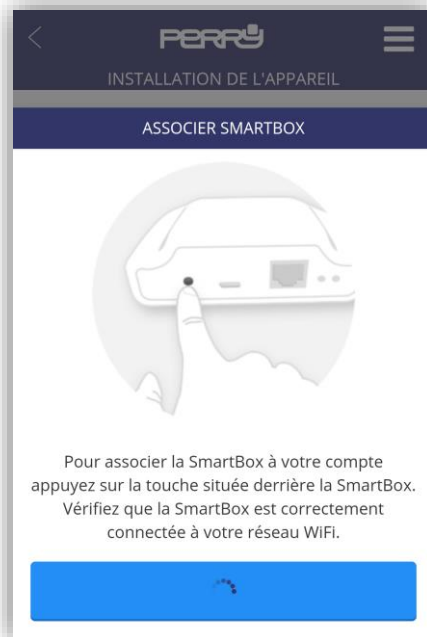 PERRY
INSTALLATION DE L'APPAREIL
ASSOCIER SMARTBOX
Pour associer la SmartBox à votre compte
appuyez sur la touche située derrière la SmartBox.
Vérifiez que la SmartBox est correctement
connectée à votre réseau WiFi.